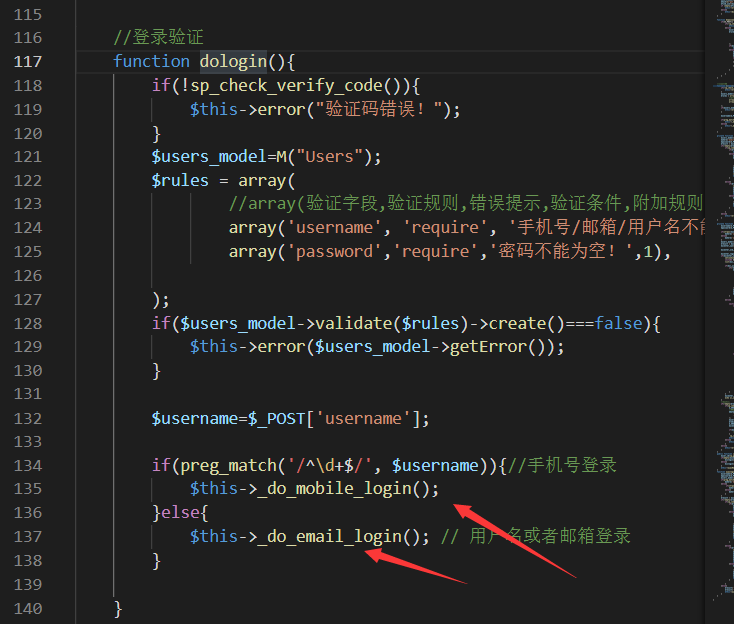 115
116 //登录验证
117 function dologin(){
118 if(!sp_check_verify_code()){
119 $this->error("验证码错误！");
120 }
121 $users_model=M("Users");
122 $rules = array(
123 //array(验证字段,验证规则,错误提示,验证条件,附加规则
124 array('username', 'require', '手机号/邮箱/用户名不能
125 array('password','require','密码不能为空！',1),
126
127 );
128 if($users_model->validate($rules)->create()===false){
129 $this->error($users_model->getError());
130 }
131
132 $username=$_POST['username'];
133
134 if(preg_match('/^\d+$/', $username)){//手机号登录
135 $this->_do_mobile_login();
136 }else{
137 $this->_do_email_login(); // 用户名或者邮箱登录
138 }
139
140 }